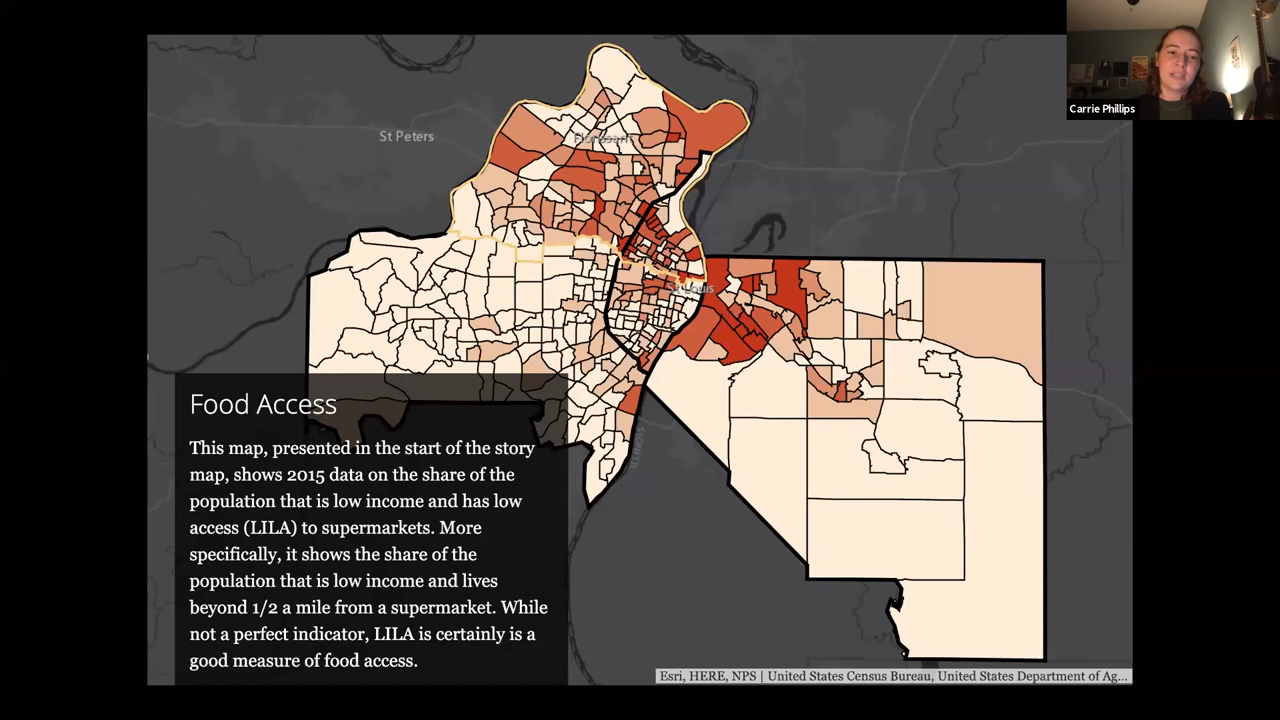 Carrie Phillips
St Peters
Florissant
St Louis
ILLINOIS
Food Access
This map, presented in the start of the story
map, shows 2015 data on the share of the
population that is low income and has low
access (LILA) to supermarkets. More
specifically, it shows the share of the
population that is low income and lives
beyond 1/2 a mile from a supermarket. While
not a perfect indicator, LILA is certainly is a
good measure of food access.
Esri, HERE, NPS | United States Census Bureau, United States Department of Ag...